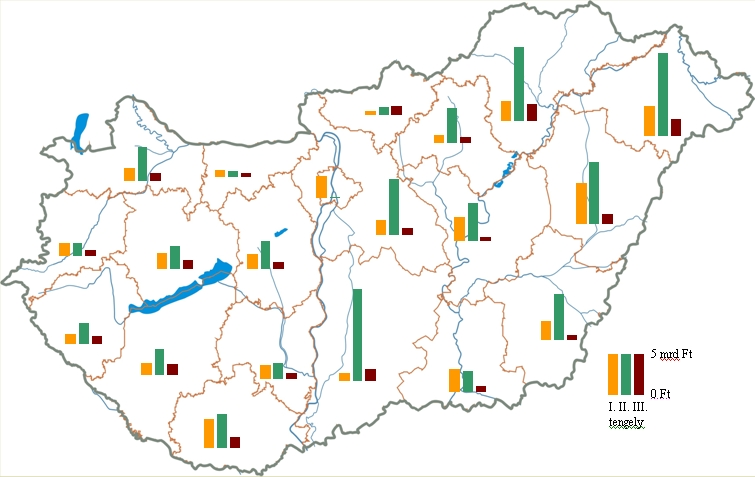 5 mrd Ft
0 Ft
I. II. III.
tengely